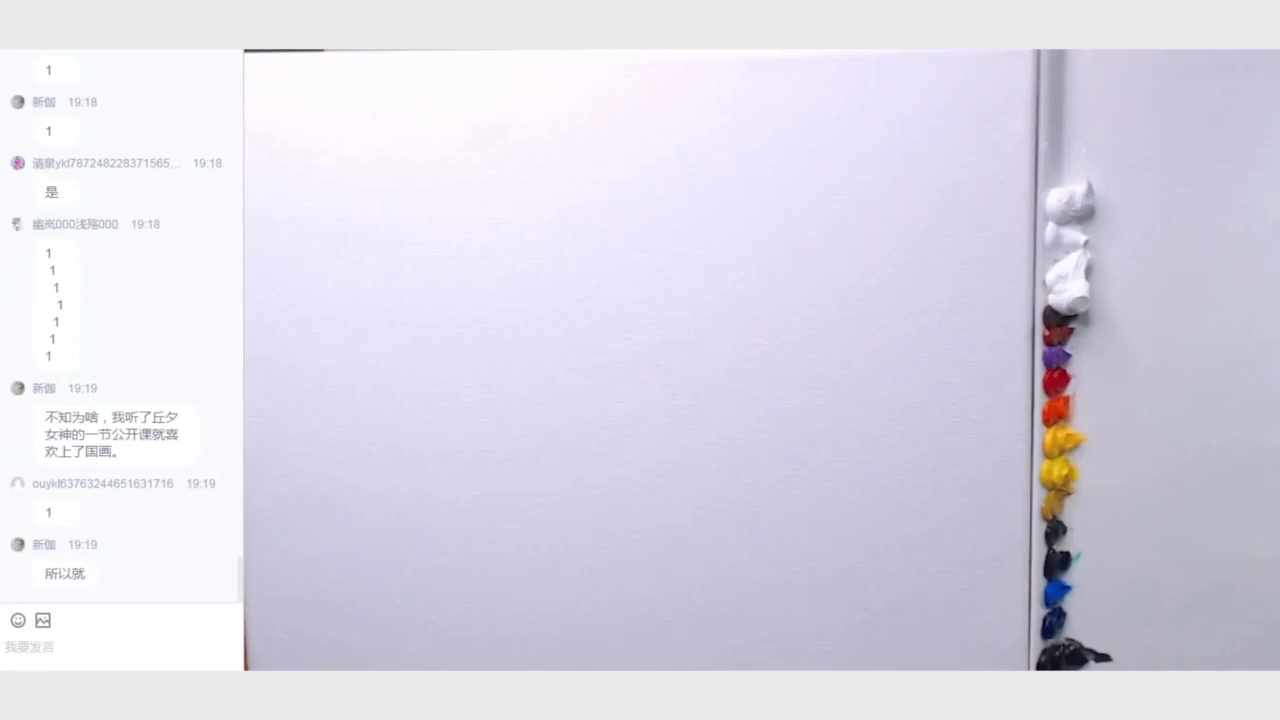 1
新伽 19:18
1
清泉ykt787248228371565... 19:18
是
幽岚000浅殇000 19:18
1
1
1
1
1
1
1
新伽 19:19
不知为啥，我听了丘夕
女神的一节公开课就喜
欢上了国画。
ouykt63763244651631716 19:19
1
新伽 19:19
所以就
我要发言